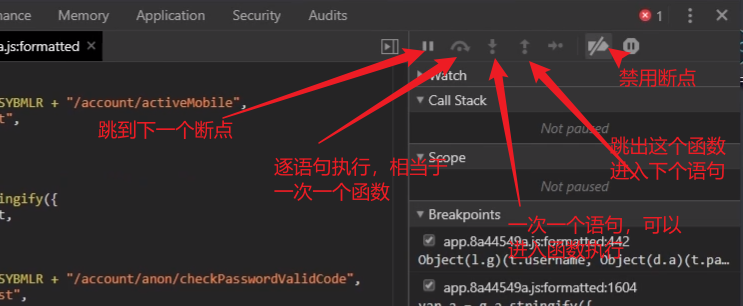 nance Memory Application Security Audits 1
a.js:formatted
跳到下一个断点
逐语句执行，相当于
一次一个函数
禁用断点
跳出这个函数
进入下个语句
一次一个语句，可以
进入函数执行
SYBMLR + "/account/activeMobile",
t",
ngify({
t,
SYBMLR + "/account/anon/checkPasswordValidCode",
st",
Watch
Call Stack
Not paused
Scope
Not paused
Breakpoints
app.8a44549a.js:formatted:442
Object(l.g)(t.username, Object(d.a)(t.pa…
app.8a44549a.js:formatted:1604
var a = g.a.stringify({